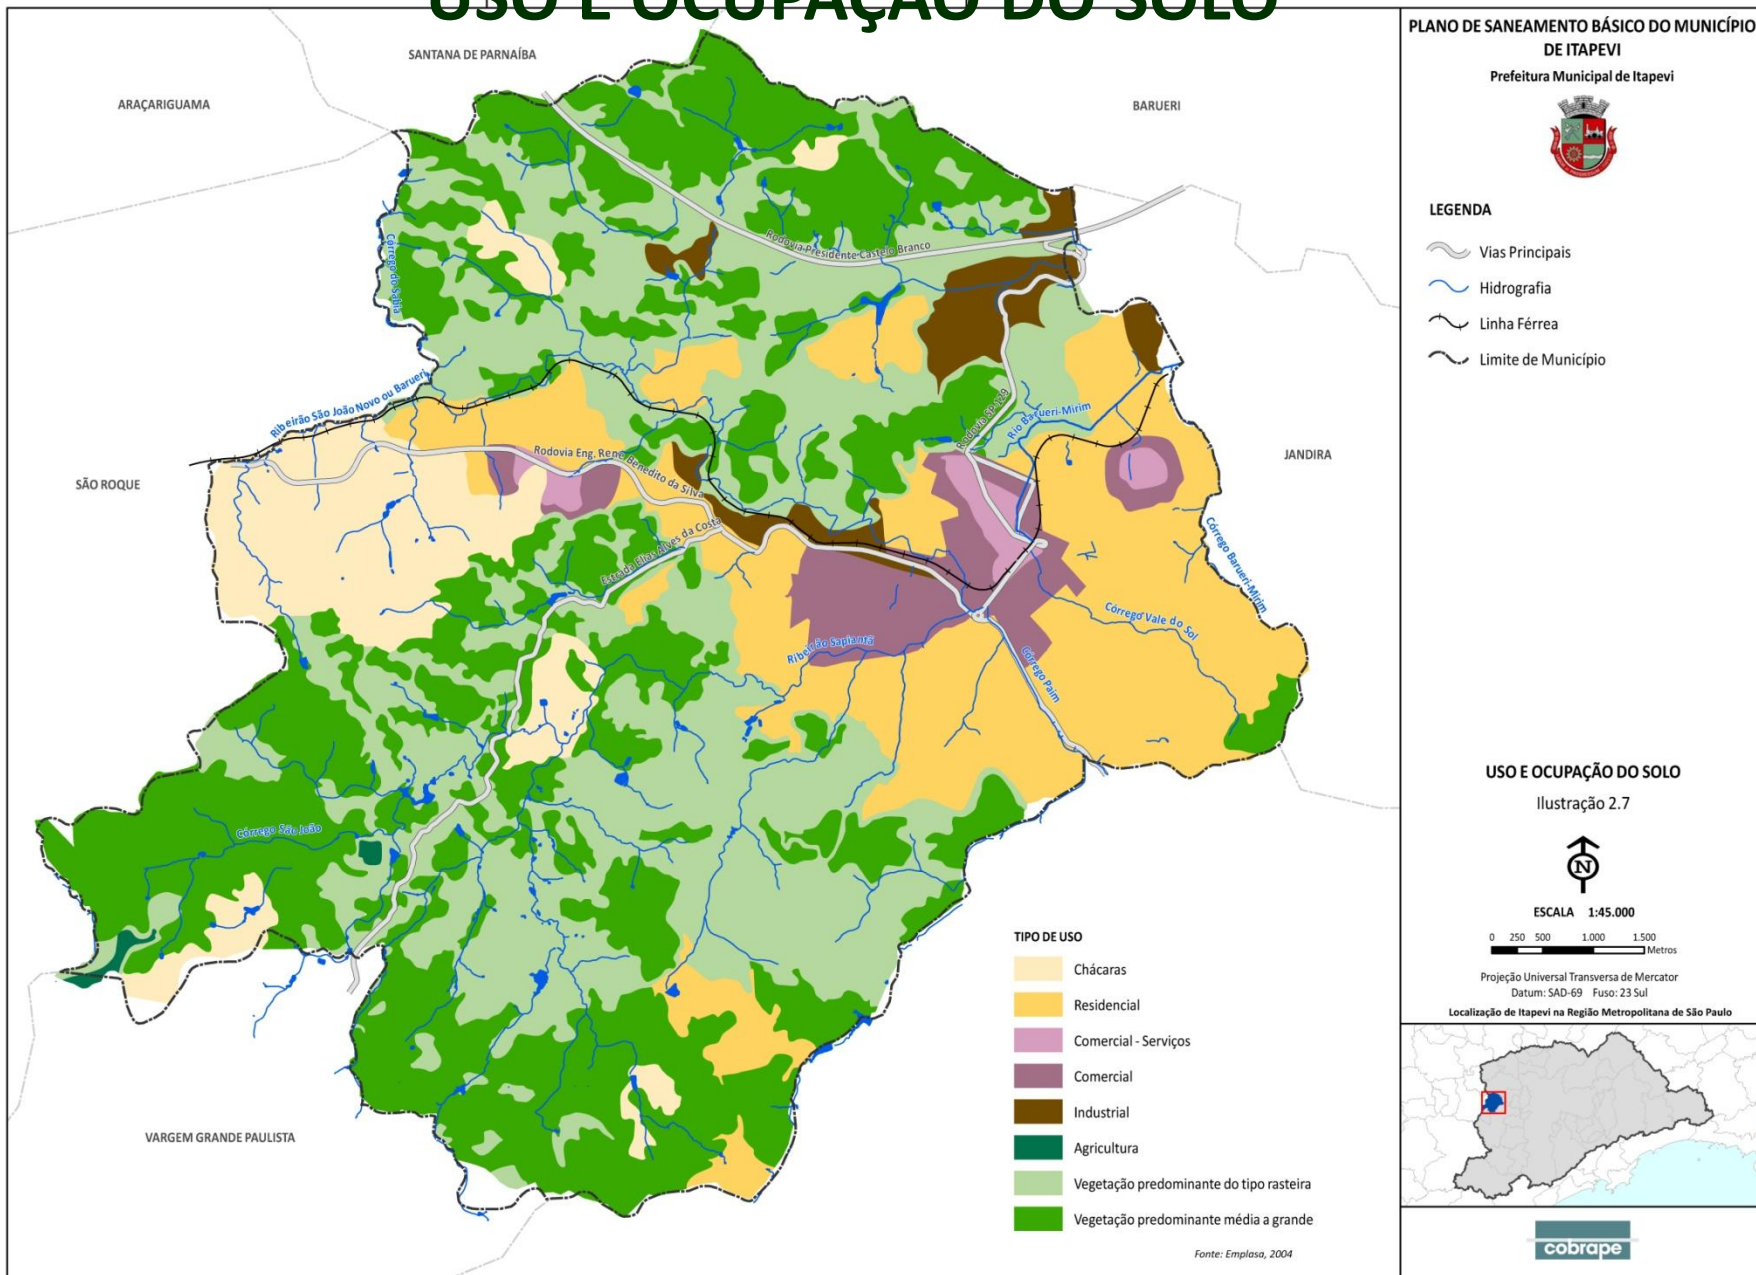 USO E OCUPAÇÃO DO SOLO
SANTANA DE PARNAÍBA
ARAÇARIGUAMA
BARUERI
Rodovia Presidente Castelo Branco
Córrego do Sabiá
Ribeirão São João Novo ou Barueri
Rodovia SP-129
Rio Barueri-Mirim
JANDIRA
SÃO ROQUE
Rodovia Eng. Renê Benedito da Silva
Estrada Elias Alves da Costa
Córrego Barueri-Mirim
Córrego Vale do Sol
Ribeirão Sapiantã
Córrego Paim
Córrego São João
VARGEM GRANDE PAULISTA
TIPO DE USO
Chácaras
Residencial
Comercial - Serviços
Comercial
Industrial
Agricultura
Vegetação predominante do tipo rasteira
Vegetação predominante média a grande
Fonte: Emplasa, 2004
PLANO DE SANEAMENTO BÁSICO DO MUNICÍPIO
DE ITAPEVI
Prefeitura Municipal de Itapevi
LEGENDA
Vias Principais
Hidrografia
Linha Férrea
Limite de Município
USO E OCUPAÇÃO DO SOLO
Ilustração 2.7
N
ESCALA 1:45.000
0 250 500 1.000 1.500
Metros
Projeção Universal Transversa de Mercator
Datum: SAD-69 Fuso: 23 Sul
Localização de Itapevi na Região Metropolitana de São Paulo
cobrape